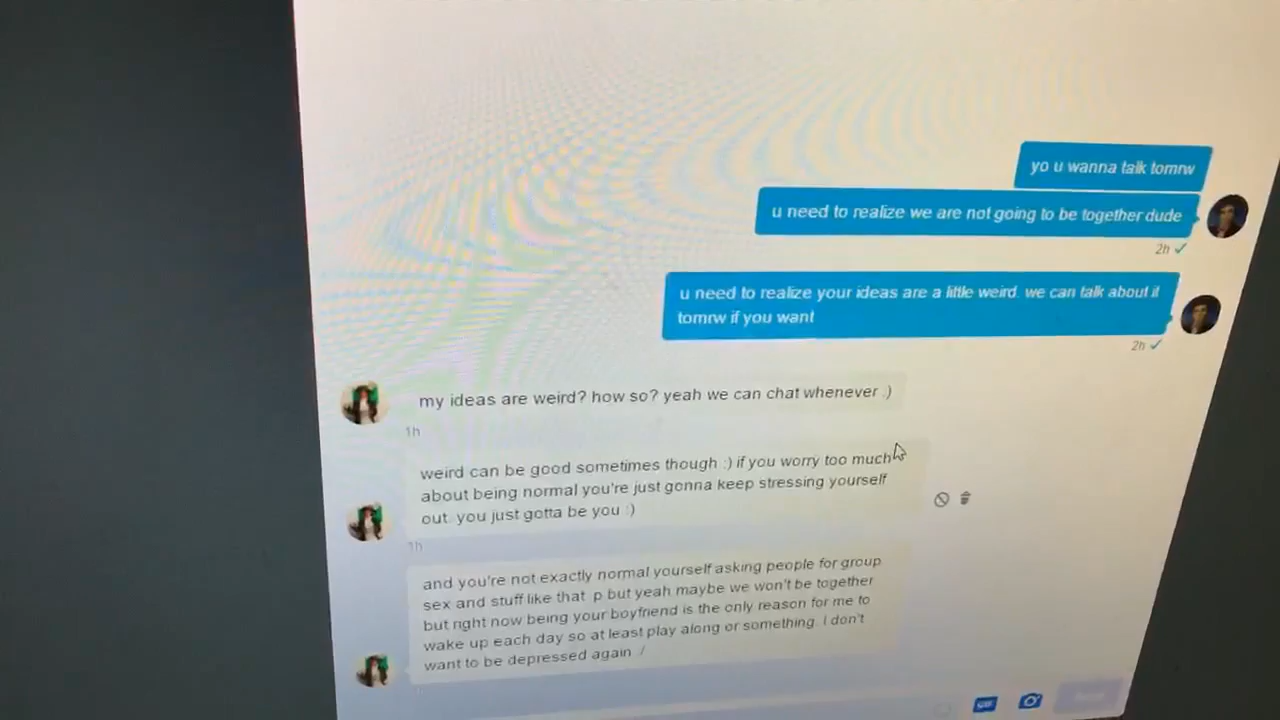 yo u wanna talk tomrw
u need to realize we are not going to be together dude
2h
u need to realize your ideas are a little weird. we can talk about it
tomrw if you want
2h
my ideas are weird? how so? yeah we can chat whenever :)
1h
weird can be good sometimes though :) if you worry too much
about being normal you're just gonna keep stressing yourself
out. you just gotta be you :)
1h
and you're not exactly normal yourself asking people for group
sex and stuff like that :p but yeah maybe we won't be together
but right now being your boyfriend is the only reason for me to
wake up each day so at least play along or something. I don't
want to be depressed again :/
GIF